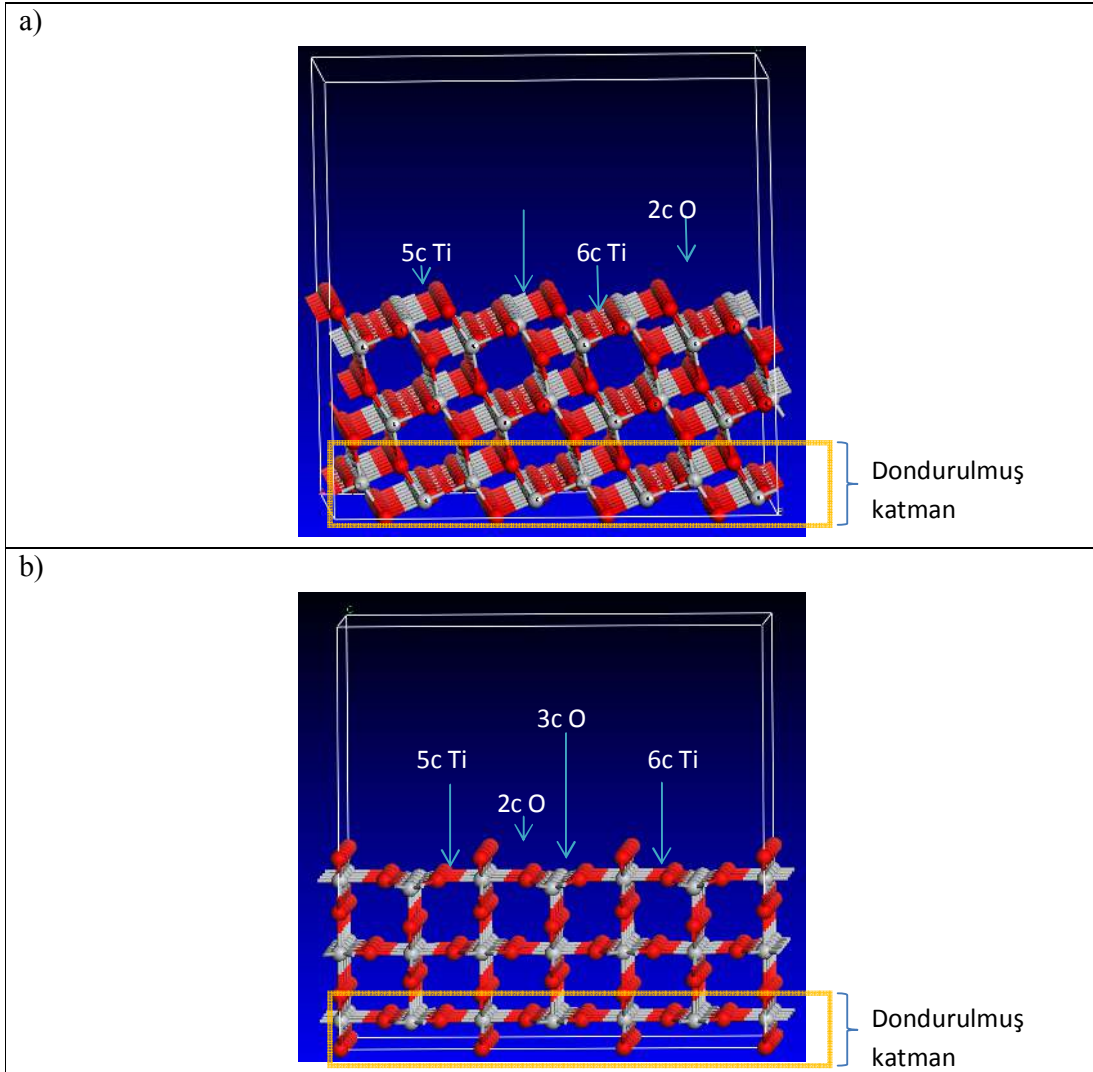 a)
2c O
5c Ti
6c Ti
Dondurulmuş
katman
b)
3c O
5c Ti
6c Ti
2c O
Dondurulmuş
katman